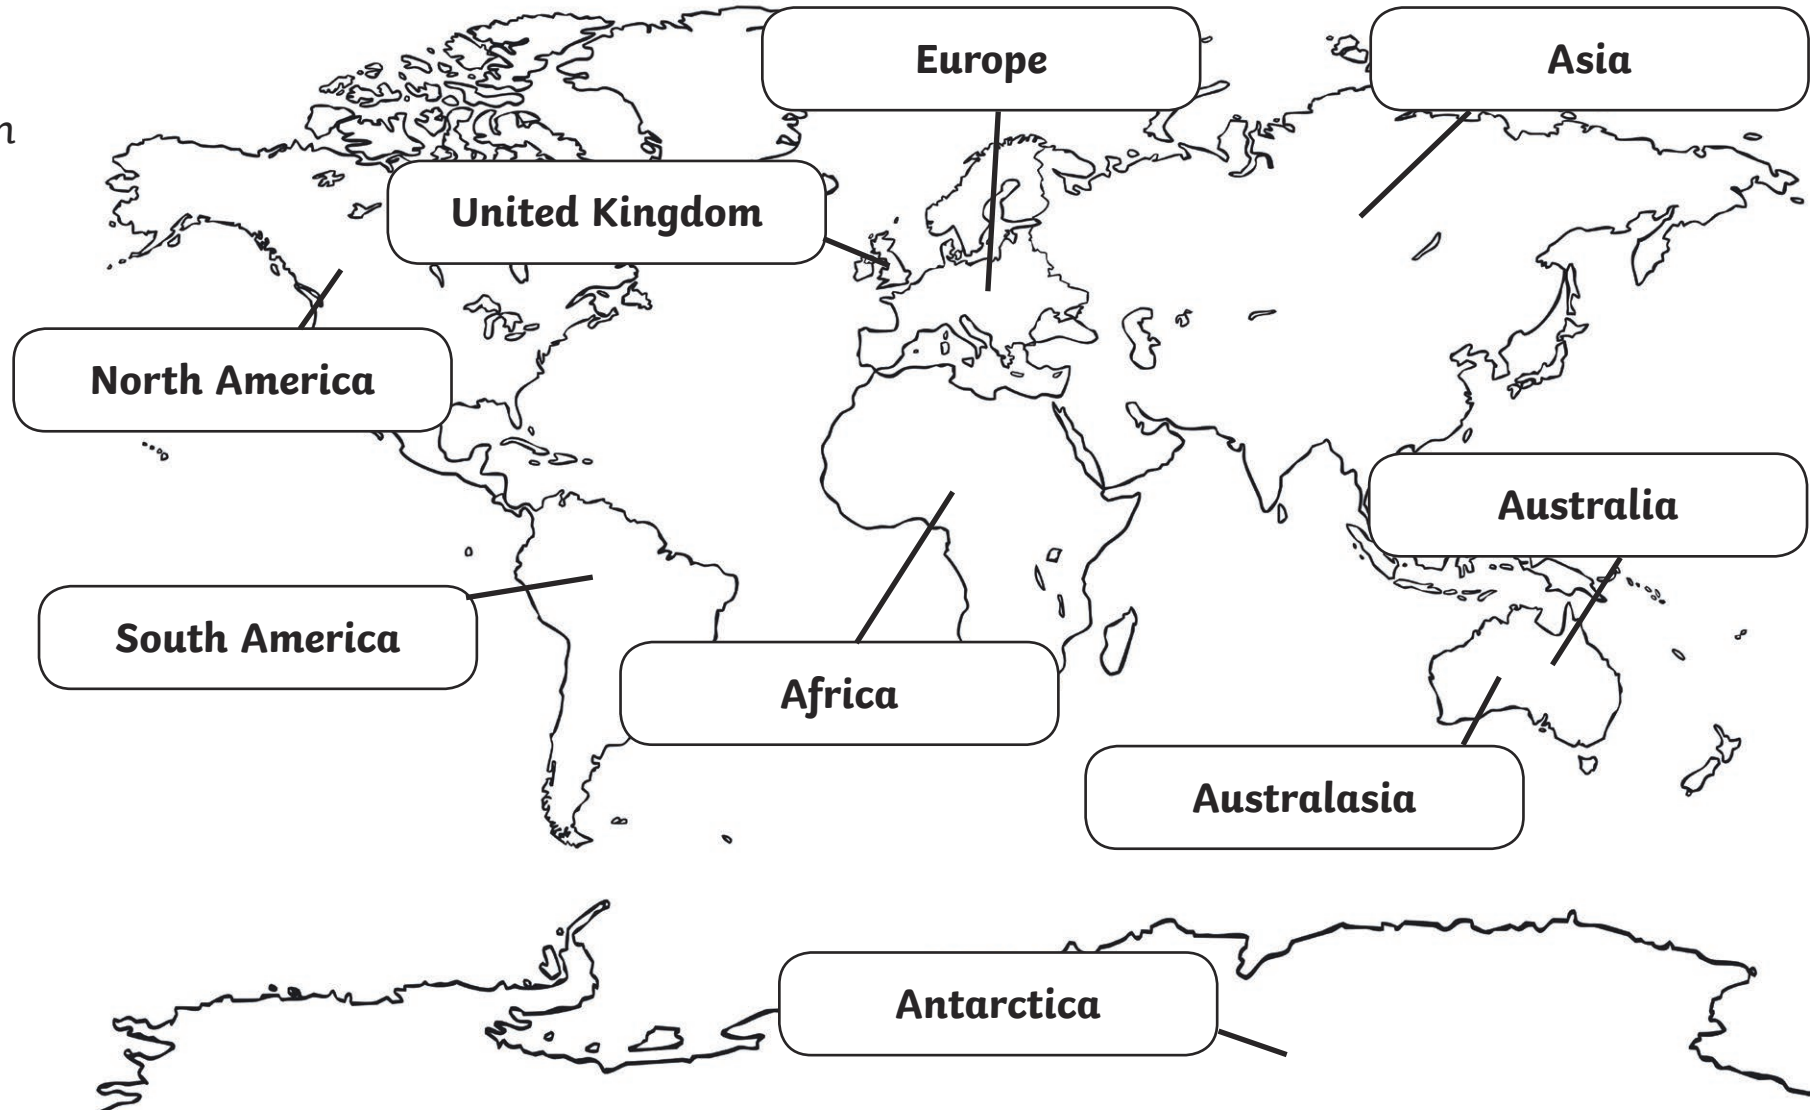 Europe
Asia
United Kingdom
North America
Australia
South America
Africa
Australasia
Antarctica